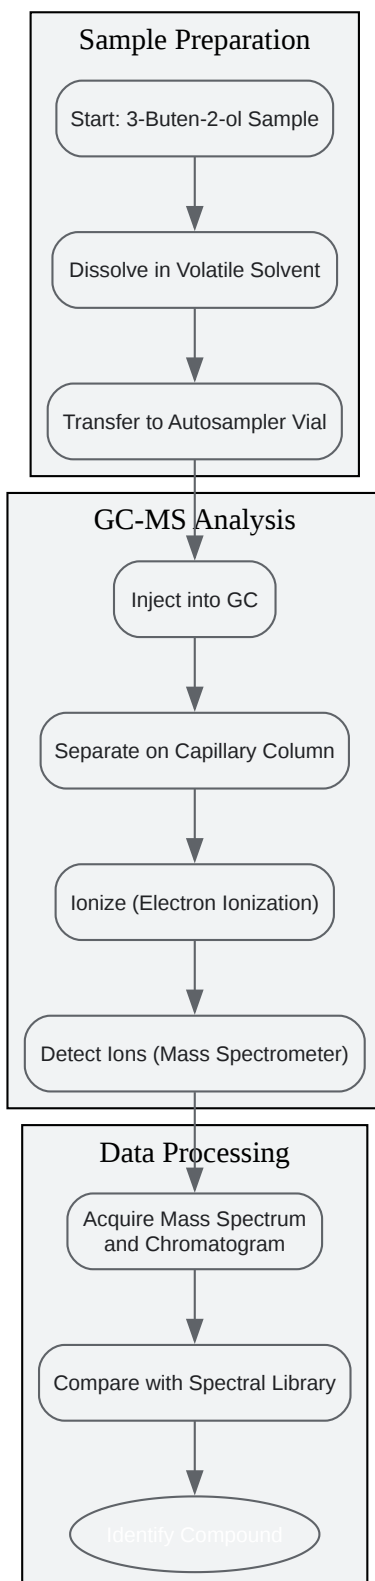 Sample Preparation
Start: 3-Buten-2-ol Sample
Dissolve in Volatile Solvent
Transfer to Autosampler Vial
GC-MS Analysis
Inject into GC
Separate on Capillary Column
Ionize (Electron Ionization)
Detect Ions (Mass Spectrometer)
Data Processing
Acquire Mass Spectrum
and Chromatogram
Compare with Spectral Library
Identify Compound